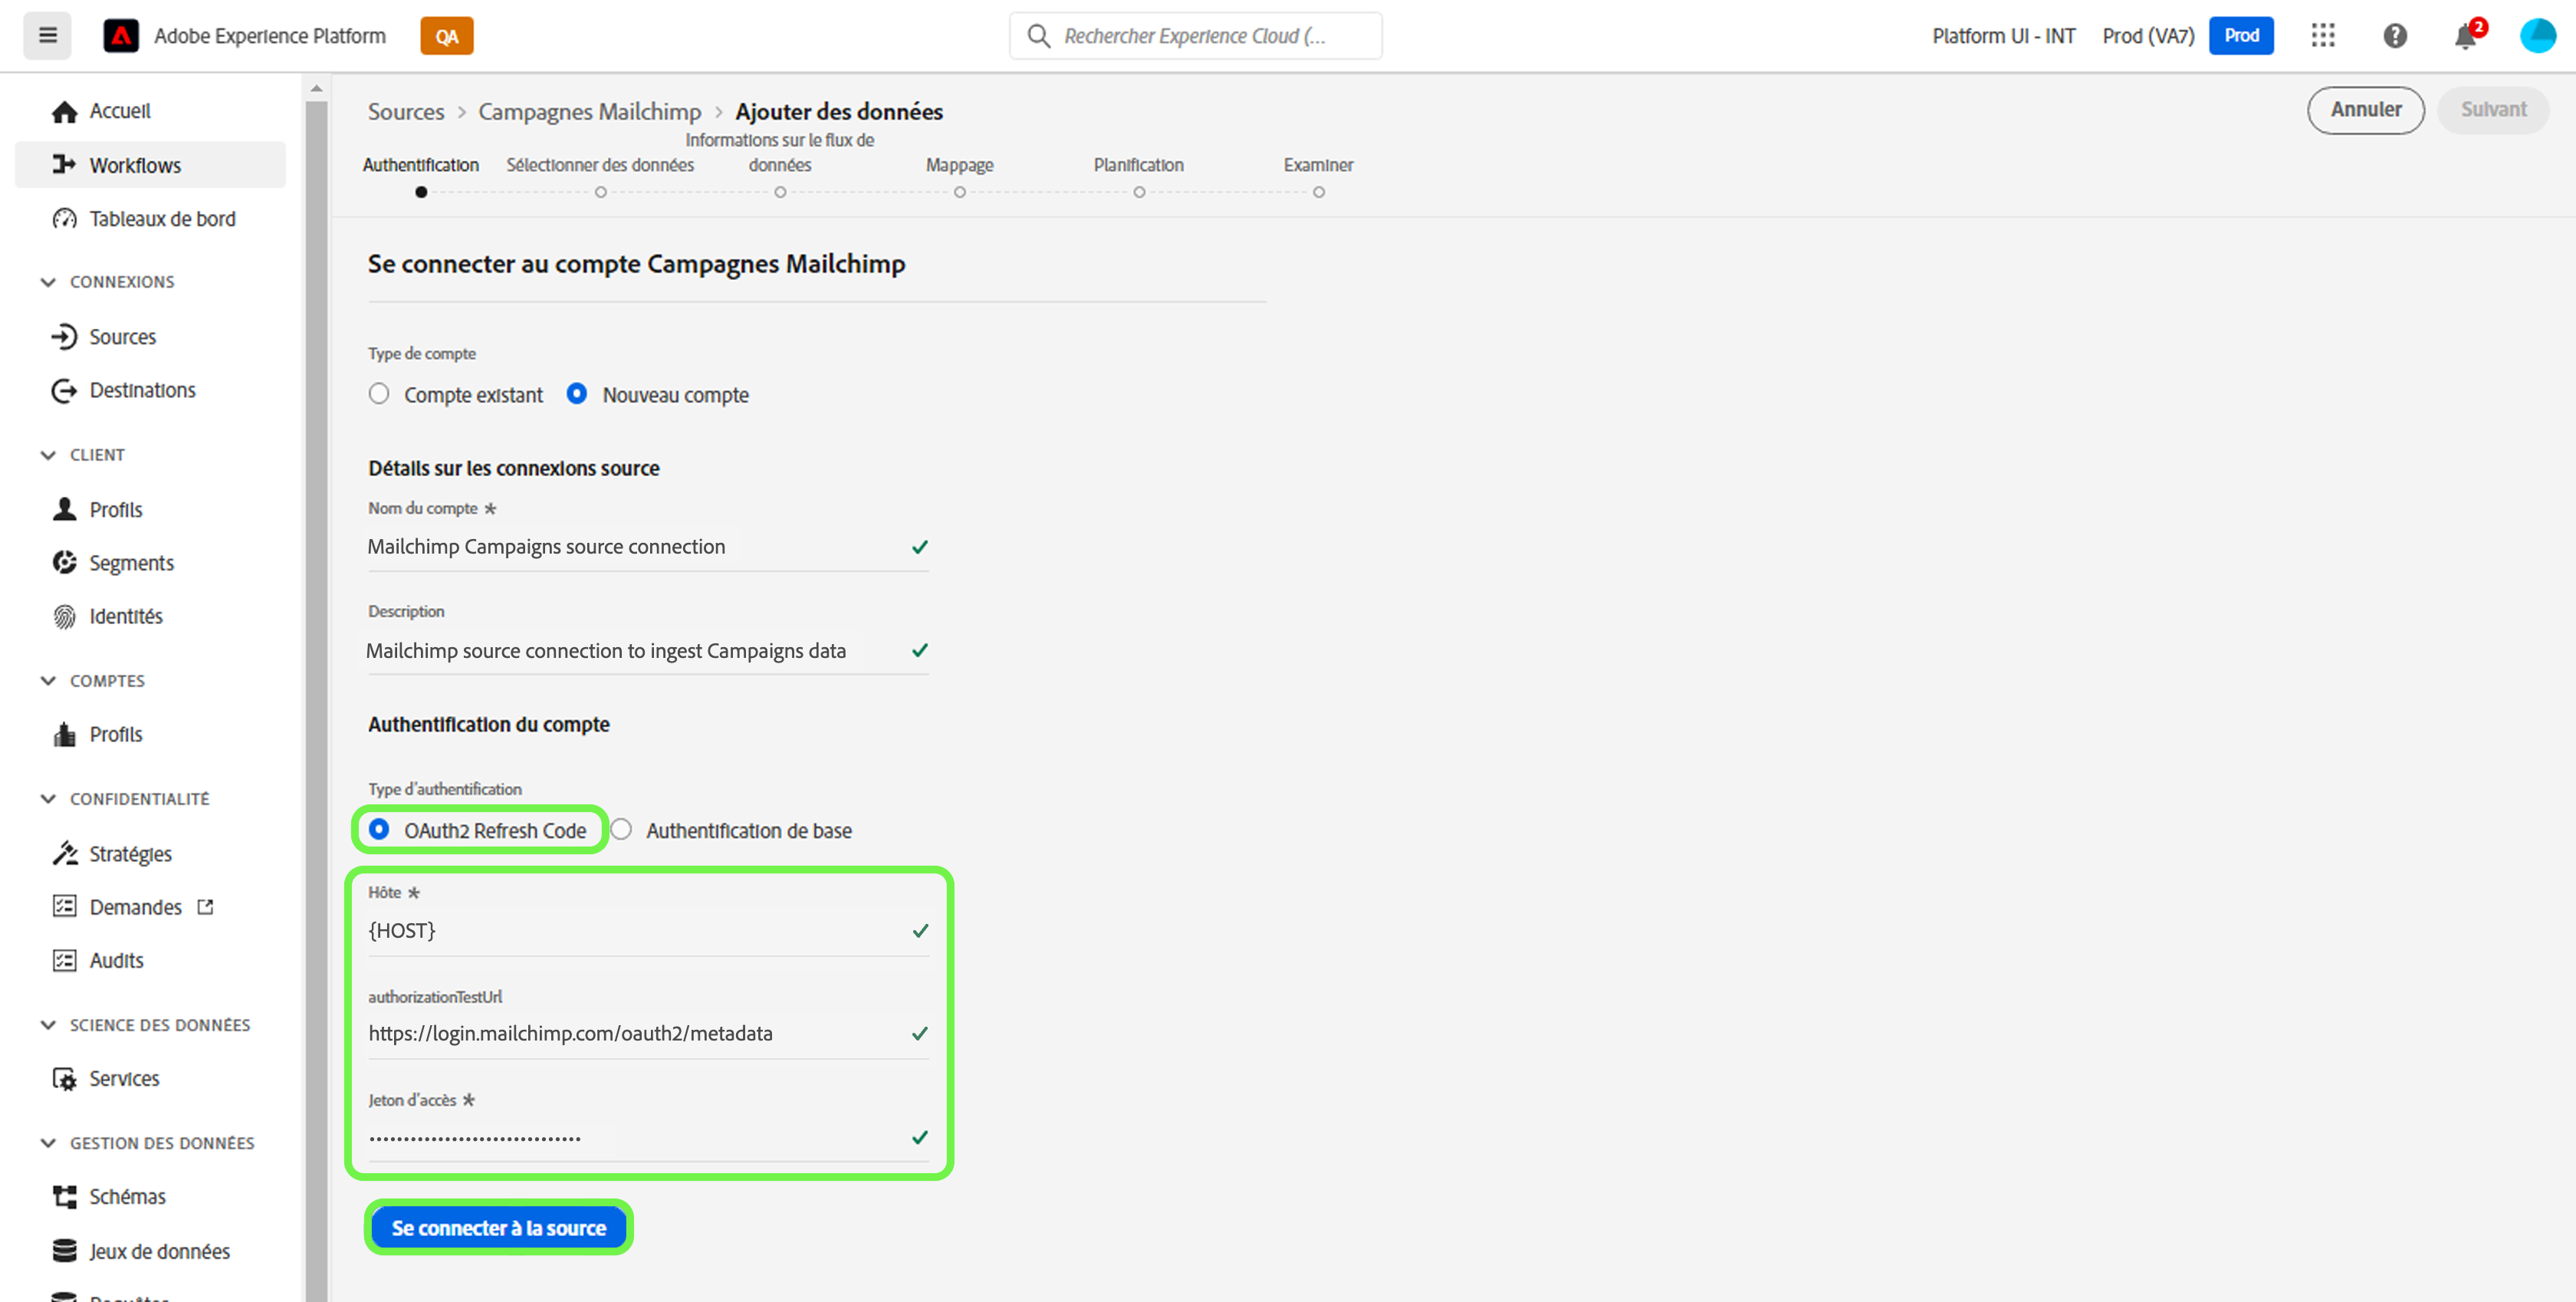 Adobe Experience Platform
QA
Rechercher Experience Cloud (...
Platform UI - INT
Prod (VA7)
Prod
2
Accueil
Workflows
Tableaux de bord
CONNEXIONS
Sources
Destinations
CLIENT
Profils
Segments
Identités
COMPTES
Profils
CONFIDENTIALITÉ
Stratégies
Demandes
Audits
SCIENCE DES DONNÉES
Services
GESTION DES DONNÉES
Schémas
Jeux de données
Sources > Campagnes Mailchimp > Ajouter des données
Annuler
Suivant
Authentification
Sélectionner des données
Informations sur le flux de
données
Mappage
Planification
Examiner
Se connecter au compte Campagnes Mailchimp
Type de compte
Compte existant
Nouveau compte
Détails sur les connexions source
Nom du compte *
Mailchimp Campaigns source connection
Description
Mailchimp source connection to ingest Campaigns data
Authentification du compte
Type d'authentification
OAuth2 Refresh Code
Authentification de base
Hôte *
{HOST}
authorizationTestUrl
https://login.mailchimp.com/oauth2/metadata
Jeton d'accès *
Se connecter à la source